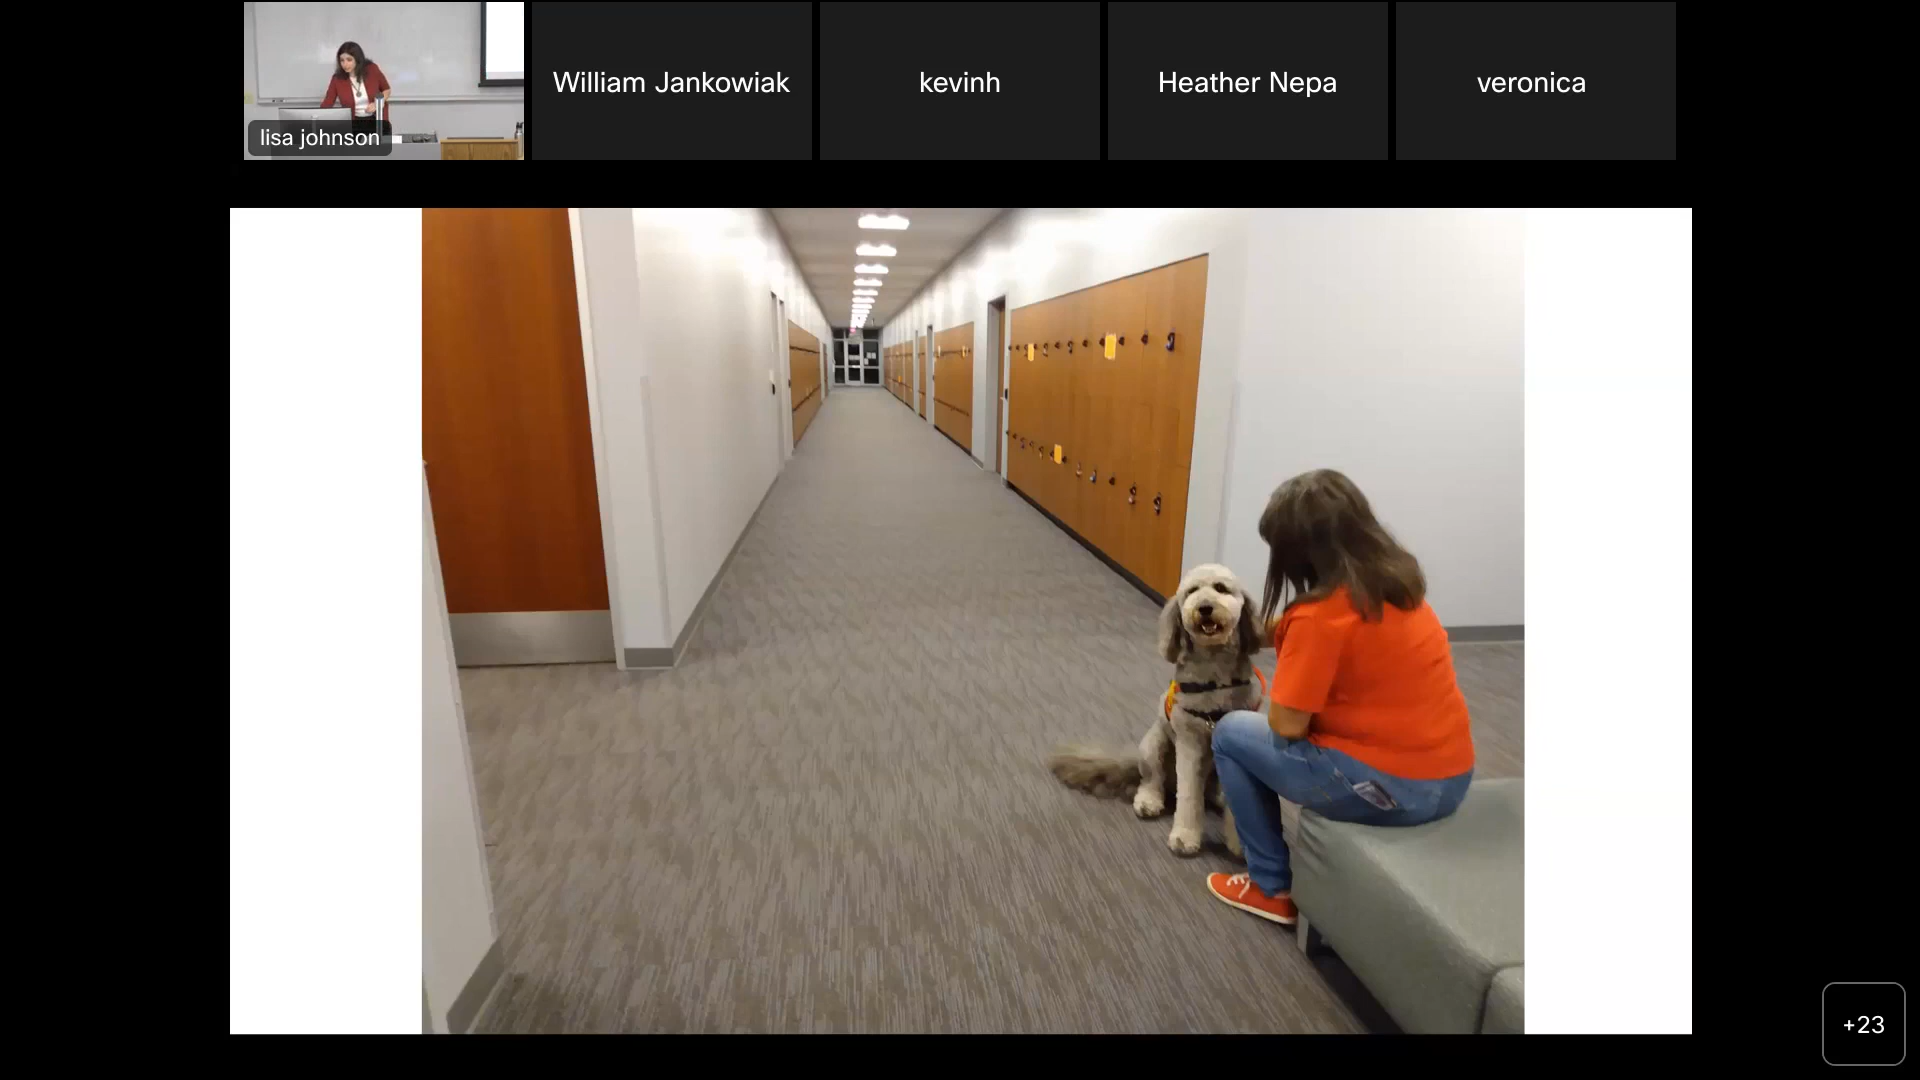 lisa johnson
William Jankowiak
kevinh
Heather Nepa
veronica
+23